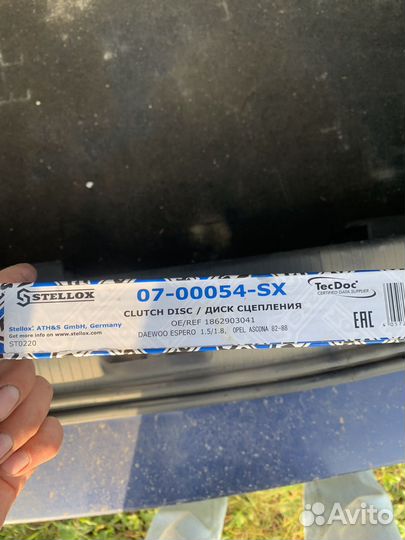 STELLOX
07-00054-SX
TecDoc
CERTIFIED DATA SUPPLIER
CLUTCH DISC / ДИСК СЦЕПЛЕНИЯ
OE/REF 1862903041
DAEWOO ESPERO 1.5/1.8, OPEL ASCONA 82-88
EAC
Stellox® ATH&S GmbH, Germany
Get more info on www.stellox.com
ST0220
Avito